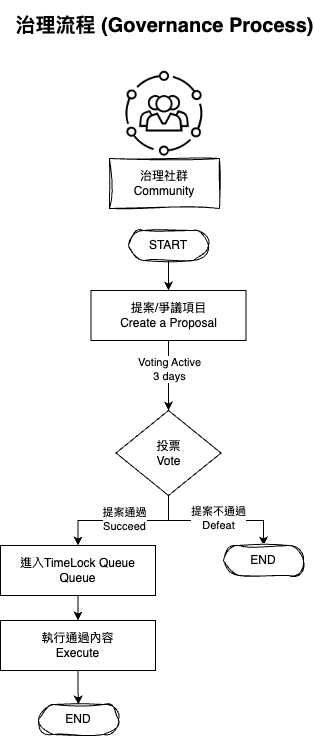 治理流程 (Governance Process)
治理社群
Community
START
提案/爭議項目
Create a Proposal
Voting Active
3 days
投票
Vote
提案通過
Succeed
提案不通過
Defeat
進入TimeLock Queue
Queue
END
執行通過內容
Execute
END